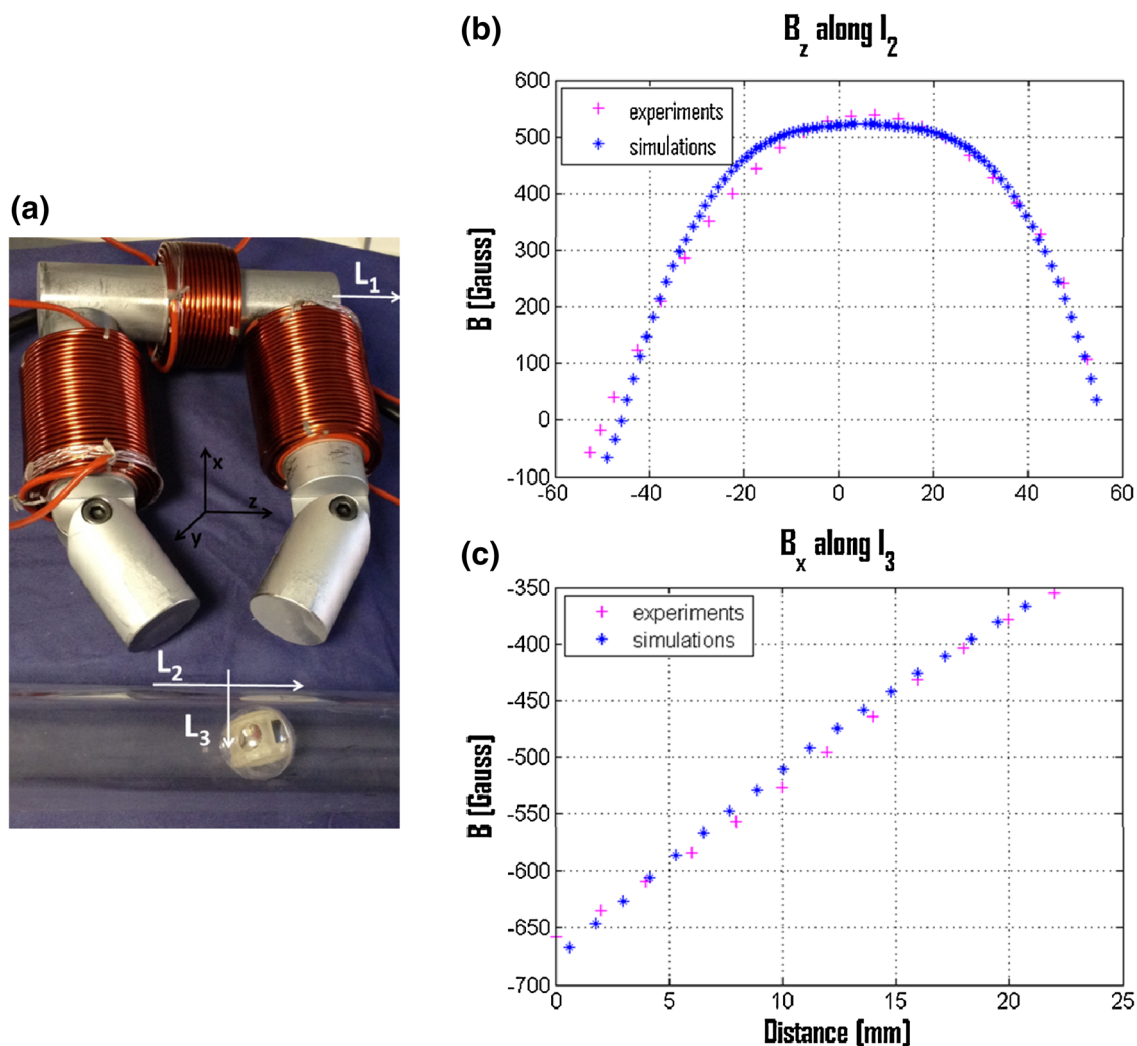 (a)
L1
x
z
y
L2
L3
(b)
Bz along l2
experiments
simulations
B [Gauss]
600
500
400
300
200
100
0
-100
-60 -40 -20 0 20 40 60
(c)
Bx along l3
experiments
simulations
B [Gauss]
-350
-400
-450
-500
-550
-600
-650
-700
0 5 10 15 20 25
Distance [mm]